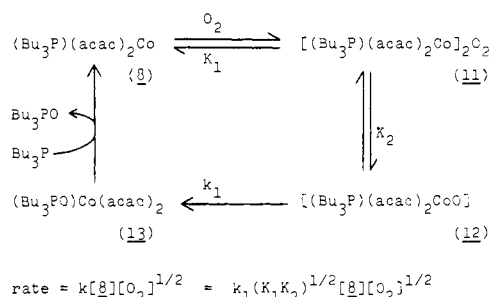 (Bu3P)(acac)2Co
O2
K1
[(Bu3P)(acac)2Co]2O2
(8)
(11)
Bu3PO
Bu3P
K2
(Bu3PO)Co(acac)2
k1
[(Bu3P)(acac)2CoO]
(13)
(12)
rate = k[8][O2]1/2 = k1(K1K2)1/2[8][O2]1/2